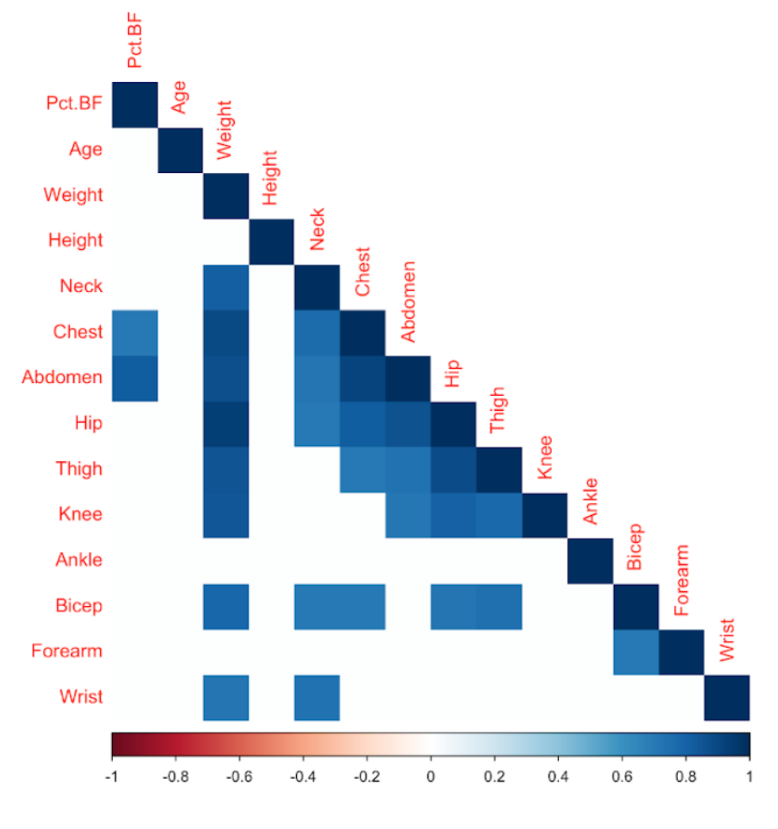 Pct.BF
Age
Weight
Height
Neck
Chest
Abdomen
Hip
Thigh
Knee
Ankle
Bicep
Forearm
Wrist
Pct.BF
Age
Weight
Height
Neck
Chest
Abdomen
Hip
Thigh
Knee
Ankle
Bicep
Forearm
Wrist
-1 -0.8 -0.6 -0.4 -0.2 0 0.2 0.4 0.6 0.8 1